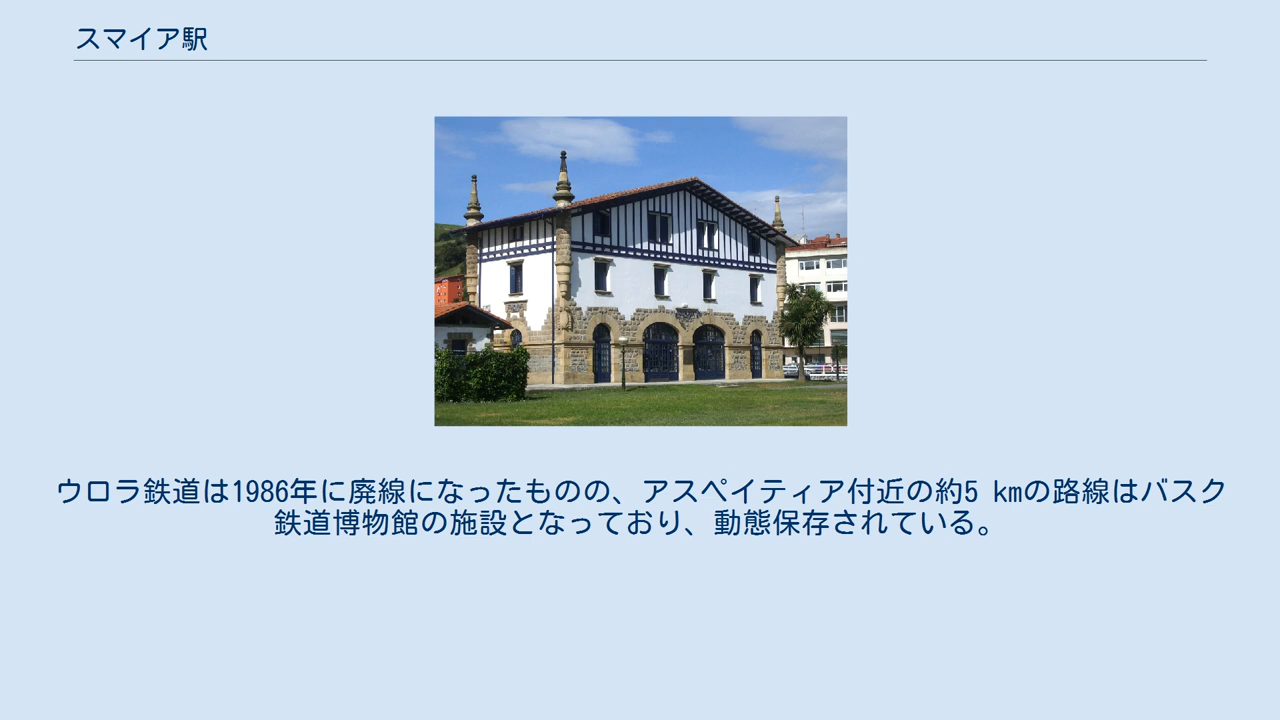 スマイア駅
ウロラ鉄道は1986年に廃線になったものの、アスペイティア付近の約5 kmの路線はバスク
鉄道博物館の施設となっており、動態保存されている。